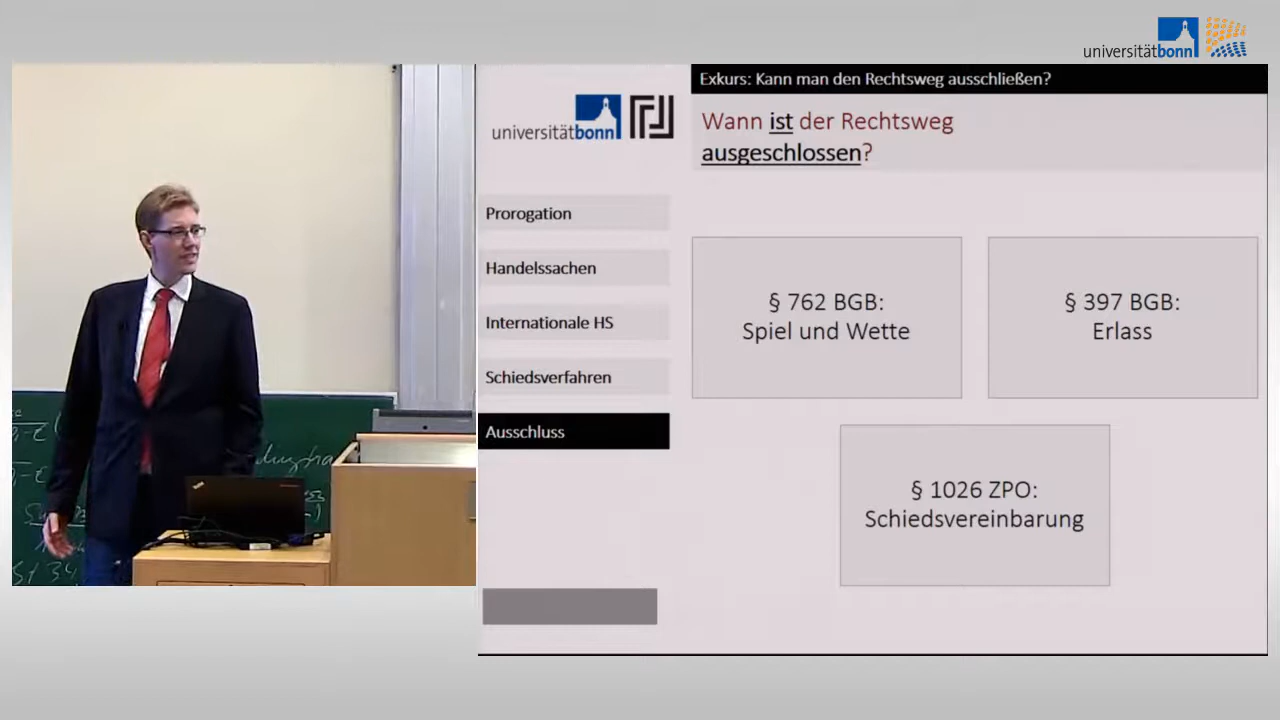 universitätbonn
Exkurs: Kann man den Rechtsweg ausschließen?
universitätbonn
Wann ist der Rechtsweg
ausgeschlossen?
Prorogation
Handelssachen
Internationale HS
Schiedsverfahren
Ausschluss
§ 762 BGB:
Spiel und Wette
§ 397 BGB:
Erlass
§ 1026 ZPO:
Schiedsvereinbarung